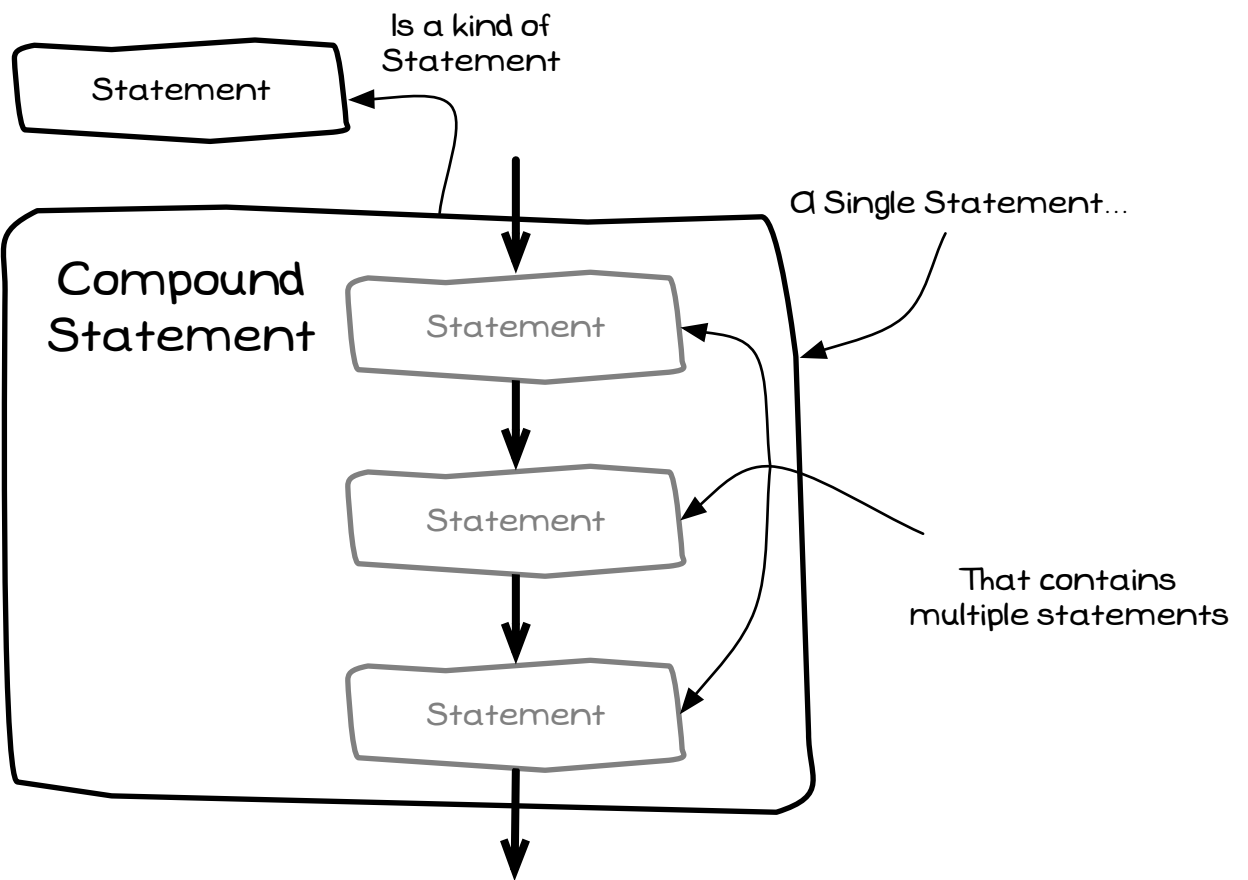 Is a kind of
Statement
Statement
A Single Statement...
Compound
Statement
Statement
Statement
That contains
multiple statements
Statement